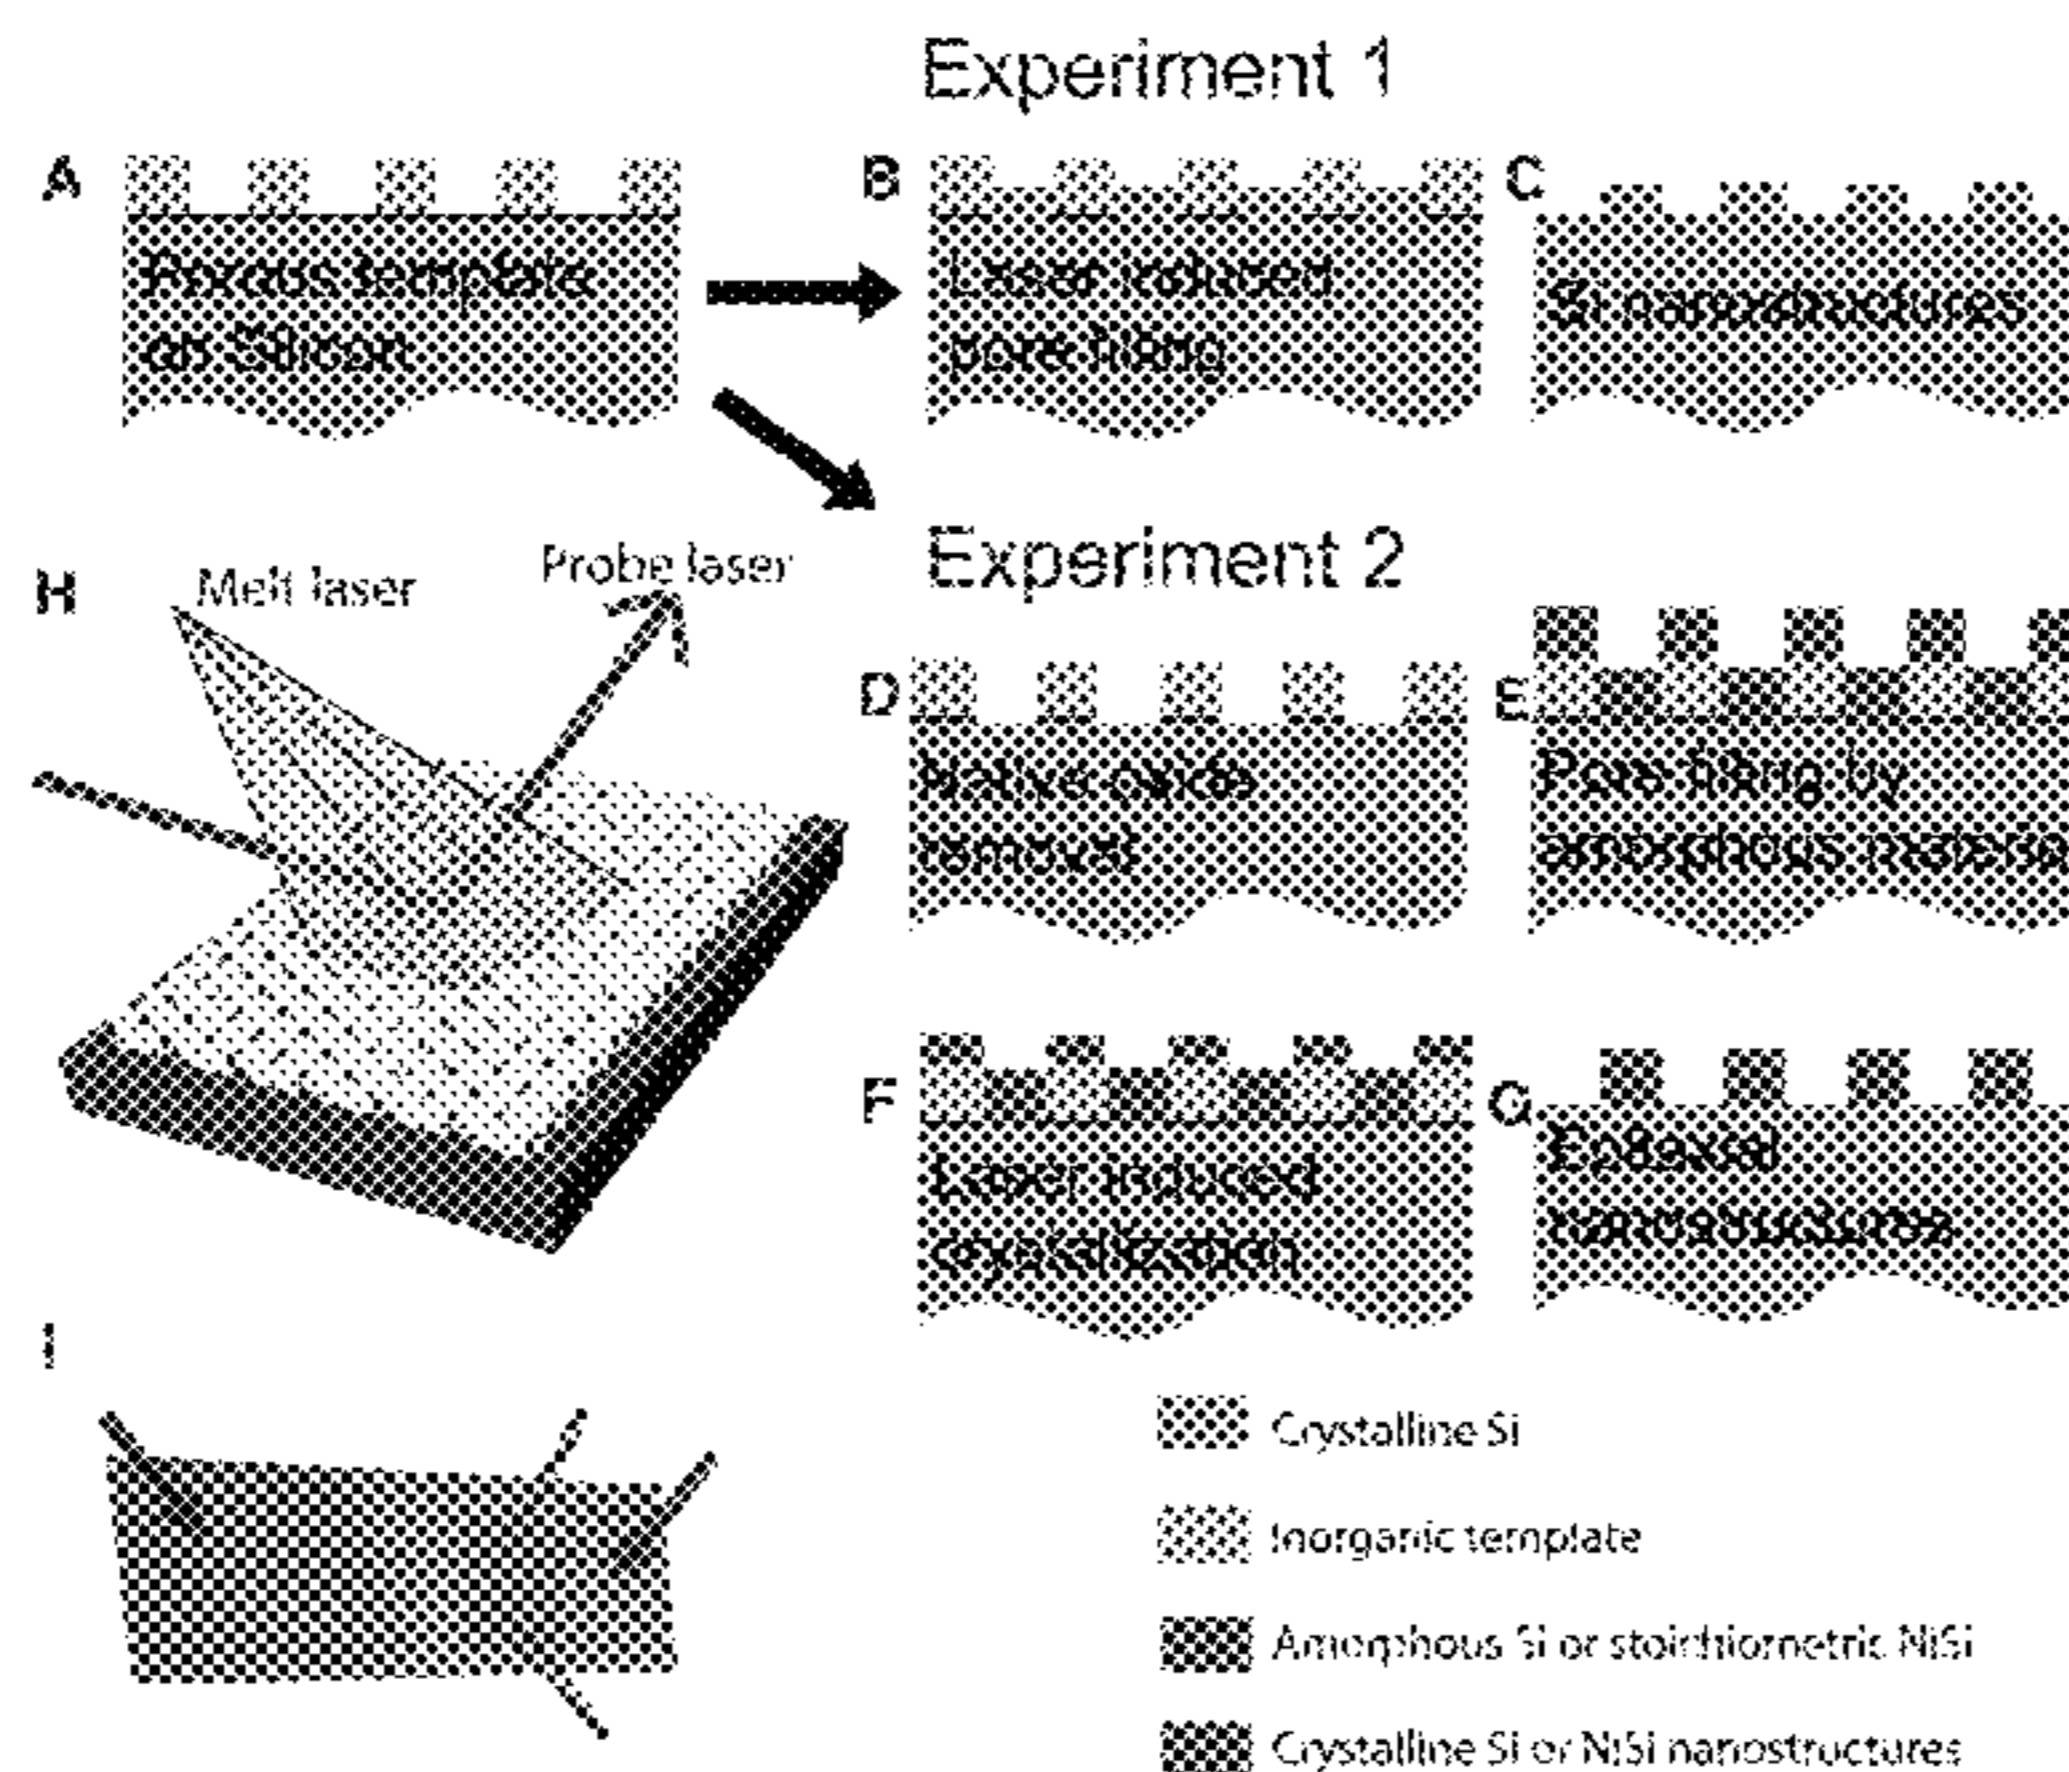 Experiment 1
A
B
C
Porous template
on Silicon
Laser induced
pore filling
Si nanostructures
Experiment 2
H
Melt laser
Probe laser
D
E
Native oxide
removal
Pore filling by
amorphous materia
F
G
Laser induced
crystallization
Epitaxial
nanostructures
I
Crystalline Si
Inorganic template
Amorphous Si or stoichiometric NiSi
Crystalline Si or NiSi nanostructures